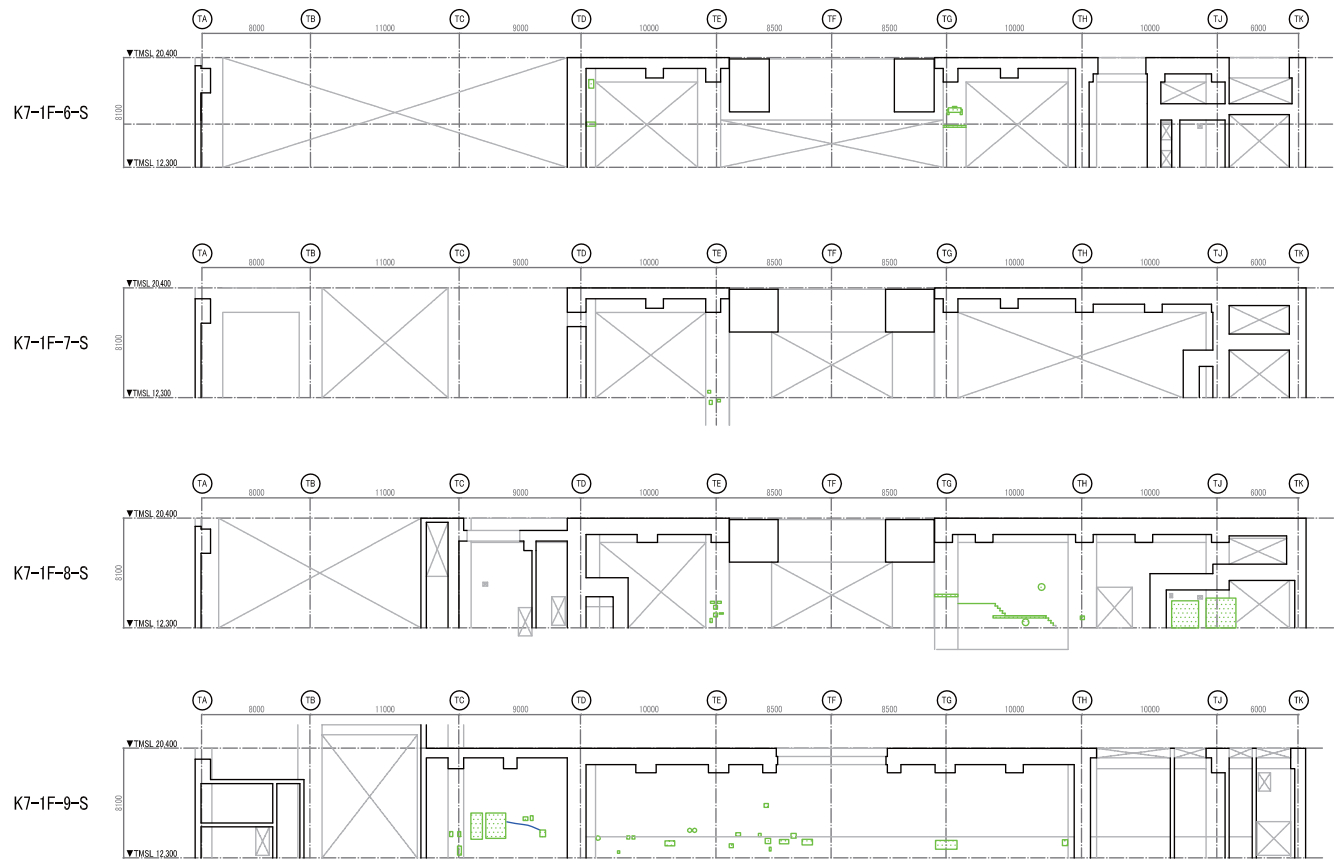 TA TB TC TD TE TF TG TH TJ TK
8000 11000 9000 10000 8500 8500 10000 10000 6000
▼TMSL 20,400
K7-1F-6-S
8100
▼TMSL 12,300
TA TB TC TD TE TF TG TH TJ TK
8000 11000 9000 10000 8500 8500 10000 10000 6000
▼TMSL 20,400
K7-1F-7-S
8100
▼TMSL 12,300
TA TB TC TD TE TF TG TH TJ TK
8000 11000 9000 10000 8500 8500 10000 10000 6000
▼TMSL 20,400
K7-1F-8-S
8100
▼TMSL 12,300
TA TB TC TD TE TF TG TH TJ TK
8000 11000 9000 10000 8500 8500 10000 10000 6000
▼TMSL 20,400
K7-1F-9-S
8100
▼TMSL 12,300